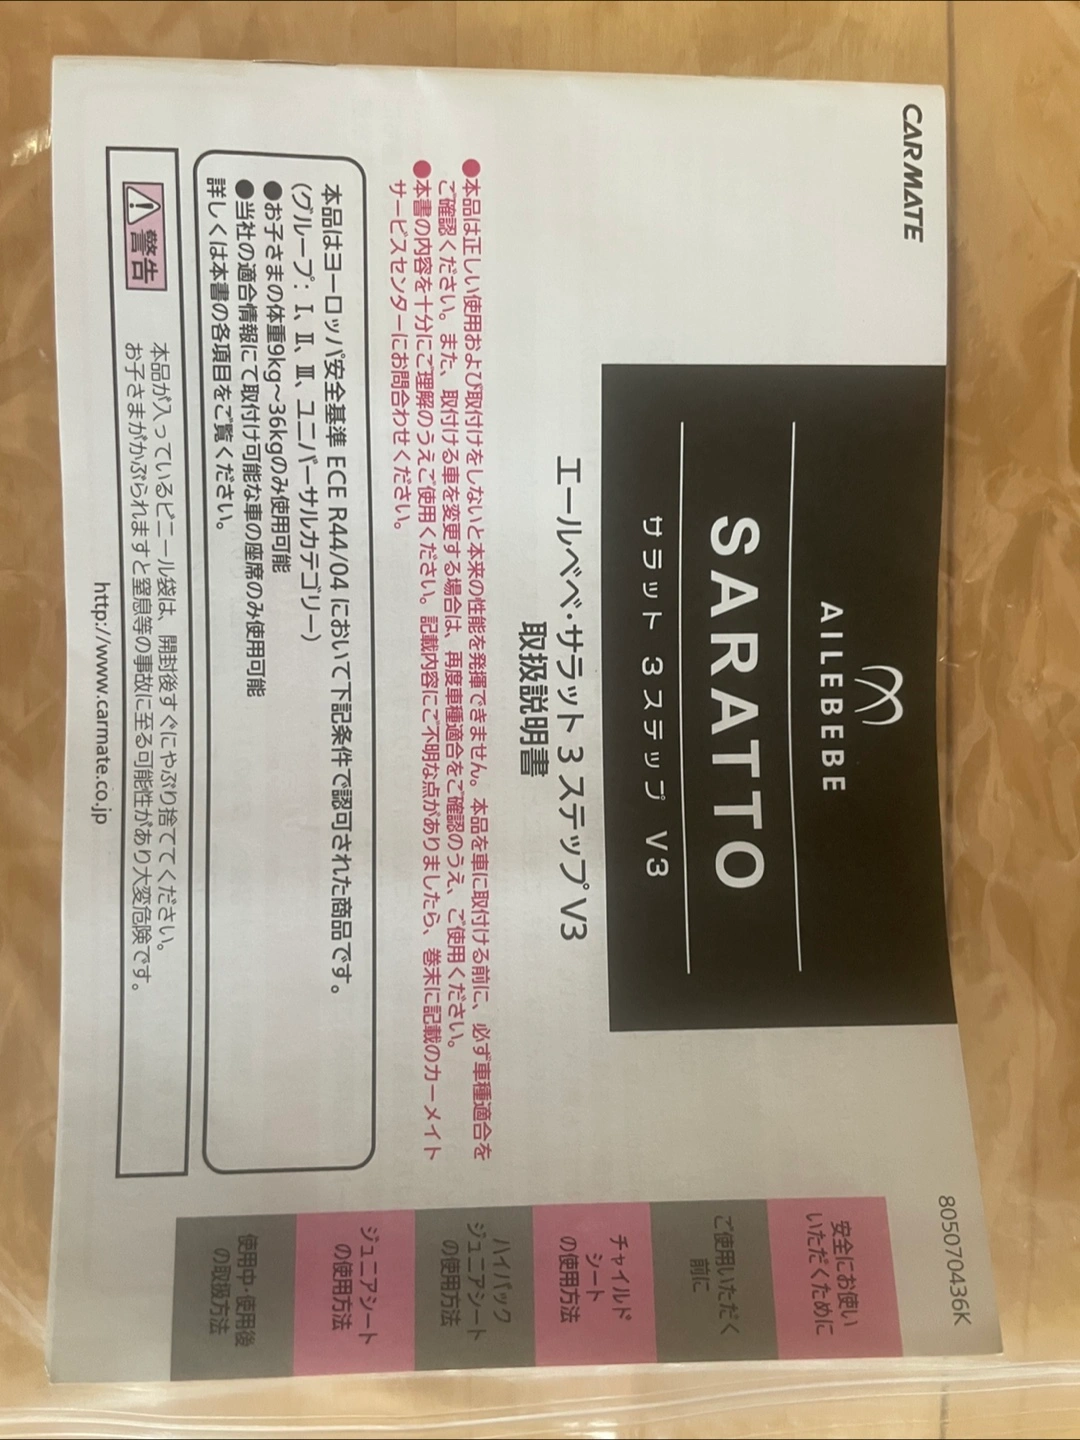 CARMATE
805070436K
AILEBEBE
SARATTO
サラット 3ステップ V3
エールベベ・サラット3ステップV3
取扱説明書
●本品は正しい使用および取付けをしないと本来の性能を発揮できません。本品を車に取付ける前に、必ず車種適合を
ご確認ください。また、取付ける車を変更する場合は、再度車種適合をご確認のうえ、ご使用ください。
●本書の内容を十分にご理解のうえご使用ください。記載内容にご不明な点がありましたら、巻末に記載のカーメイト
サービスセンターにお問合わせください。
本品はヨーロッパ安全基準 ECE R44/04 において下記条件で認可された商品です。
(グループ：Ⅰ、Ⅱ、Ⅲ、ユニバーサルカテゴリー)
●お子さまの体重9kg～36kgのみ使用可能
●当社の適合情報にて取付け可能な車の座席のみ使用可能
詳しくは本書の各項目をご覧ください。
⚠警告
本品が入っているビニール袋は、開封後すぐにやぶり捨ててください。
お子さまがかぶられますと窒息等の事故に至る可能性があり大変危険です。
http://www.carmate.co.jp
安全にお使い
いただくために
ご使用いただく
前に
チャイルド
シート
の使用方法
ハイバック
ジュニアシート
の使用方法
ジュニアシート
の使用方法
使用中・使用後
の取扱方法